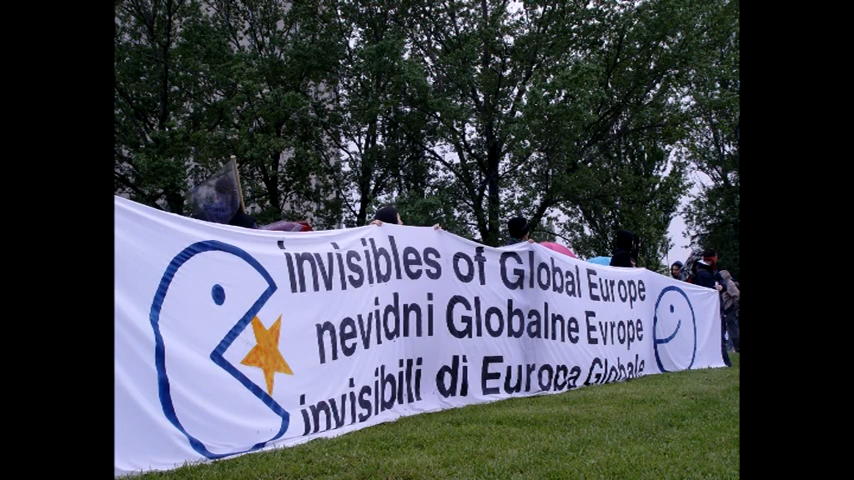 invisibles of Global Europe
nevidni Globalne Evrope
invisibili di Europa Globale